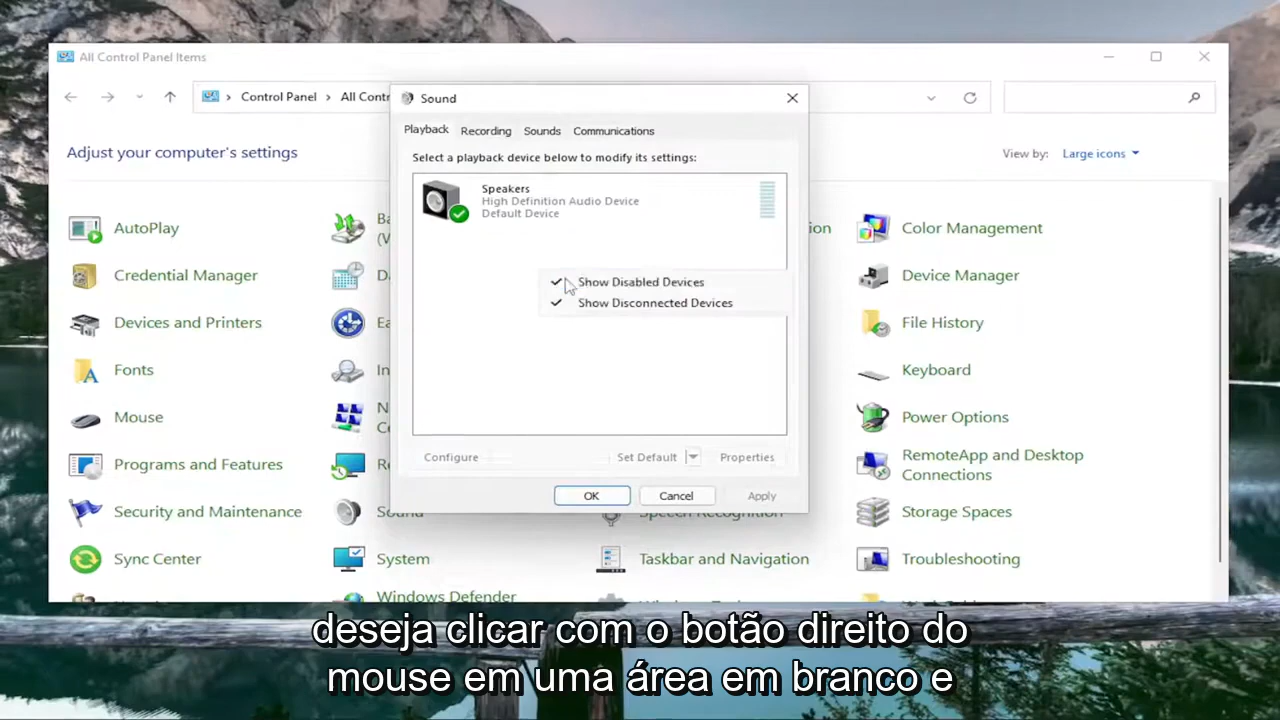 All Control Panel Items
Control Panel
All Contr
Sound
Playback
Recording
Sounds
Communications
Select a playback device below to modify its settings:
Speakers
High Definition Audio Device
Default Device
Show Disabled Devices
Show Disconnected Devices
Configure
Set Default
Properties
OK
Cancel
Apply
Adjust your computer's settings
View by:
Large icons
AutoPlay
Color Management
Credential Manager
Device Manager
Devices and Printers
File History
Fonts
Keyboard
Mouse
Power Options
Programs and Features
RemoteApp and Desktop
Connections
Security and Maintenance
Sound
Speech Recognition
Storage Spaces
Sync Center
System
Taskbar and Navigation
Troubleshooting
Windows Defender
deseja clicar com o botão direito do
mouse em uma área em branco e